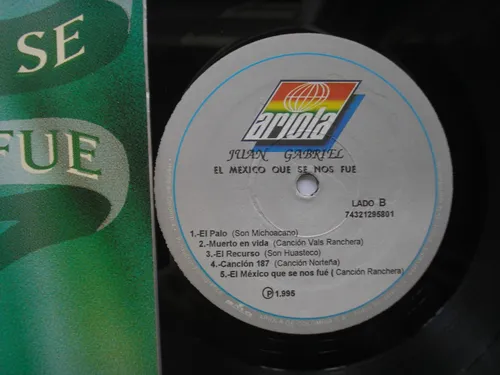 SE
FUE
ariola
JUAN GABRIEL
EL MEXICO QUE SE NOS FUE
LADO B
74321295801
1.-El Palo (Son Michoacano)
2.-Muerto en vida (Canción Vals Ranchera)
3.-El Recurso (Son Huasteco)
4.-Canción 187 (Canción Norteña)
5.-El México que se nos fué ( Canción Ranchera)
Ⓟ 1.995